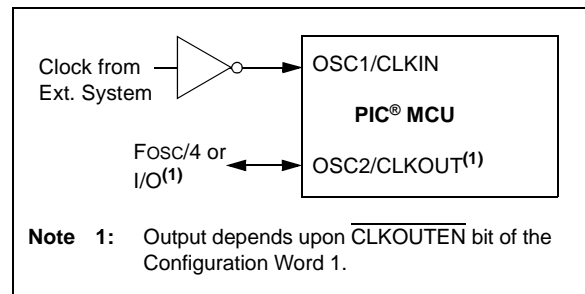 Clock from
Ext. System
OSC1/CLKIN
PIC® MCU
FOSC/4 or
I/O(1)
OSC2/CLKOUT(1)
Note 1: Output depends upon CLKOUTEN bit of the
Configuration Word 1.